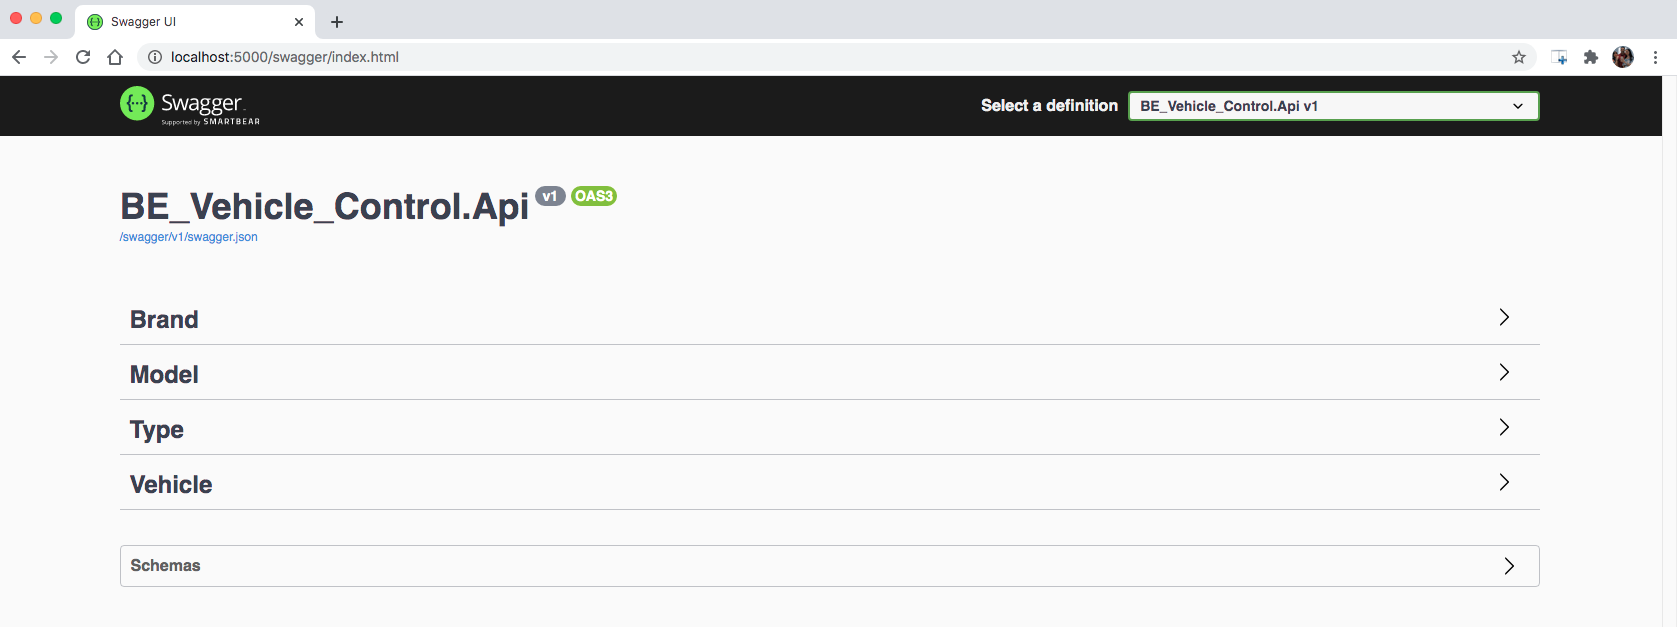 Swagger UI
localhost:5000/swagger/index.html
Swagger
Supported by SMARTBEAR
Select a definition
BE_Vehicle_Control.Api v1
BE_Vehicle_Control.Api v1 OAS3
/swagger/v1/swagger.json
Brand
Model
Type
Vehicle
Schemas